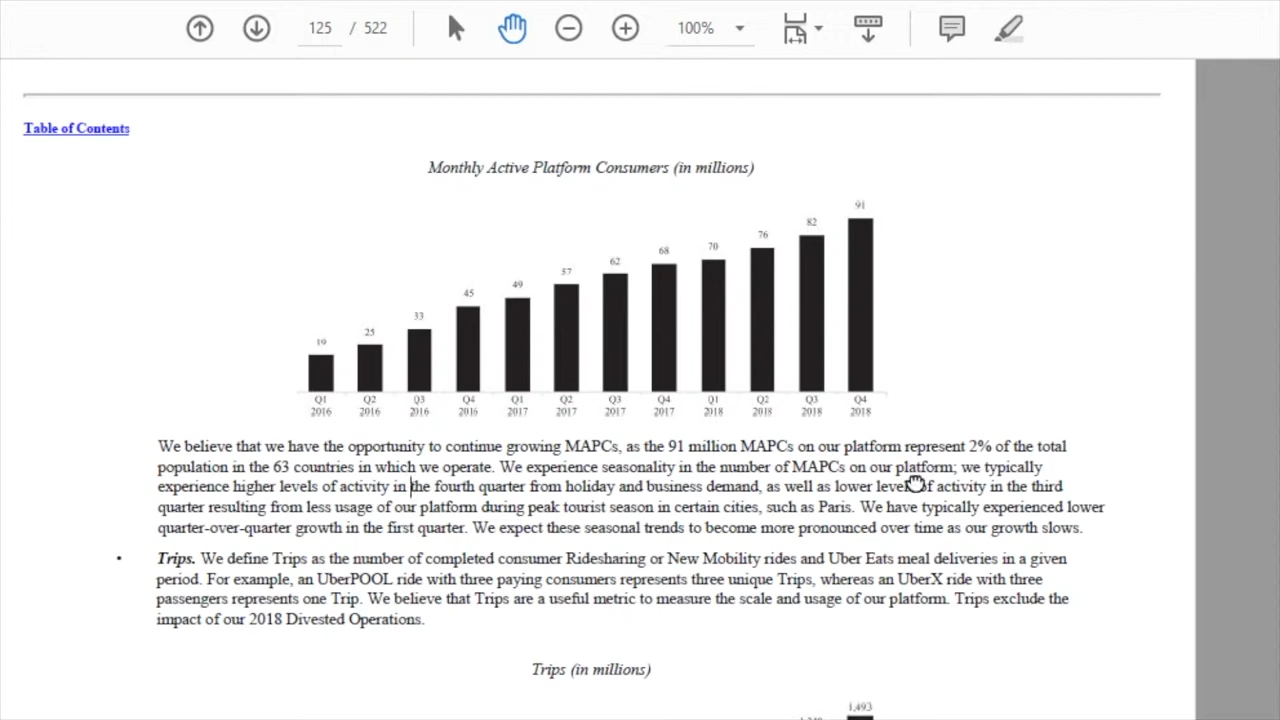 125 / 522 100%
Table of Contents
Monthly Active Platform Consumers (in millions)
19 25 33 45 49 57 62 68 70 76 82 91
Q1 Q2 Q3 Q4 Q1 Q2 Q3 Q4 Q1 Q2 Q3 Q4
2016 2016 2016 2016 2017 2017 2017 2017 2018 2018 2018 2018
We believe that we have the opportunity to continue growing MAPCs, as the 91 million MAPCs on our platform represent 2% of the total
population in the 63 countries in which we operate. We experience seasonality in the number of MAPCs on our platform; we typically
experience higher levels of activity in the fourth quarter from holiday and business demand, as well as lower levels of activity in the third
quarter resulting from less usage of our platform during peak tourist season in certain cities, such as Paris. We have typically experienced lower
quarter-over-quarter growth in the first quarter. We expect these seasonal trends to become more pronounced over time as our growth slows.
• Trips. We define Trips as the number of completed consumer Ridesharing or New Mobility rides and Uber Eats meal deliveries in a given
period. For example, an UberPOOL ride with three paying consumers represents three unique Trips, whereas an UberX ride with three
passengers represents one Trip. We believe that Trips are a useful metric to measure the scale and usage of our platform. Trips exclude the
impact of our 2018 Divested Operations.
Trips (in millions)
1,493